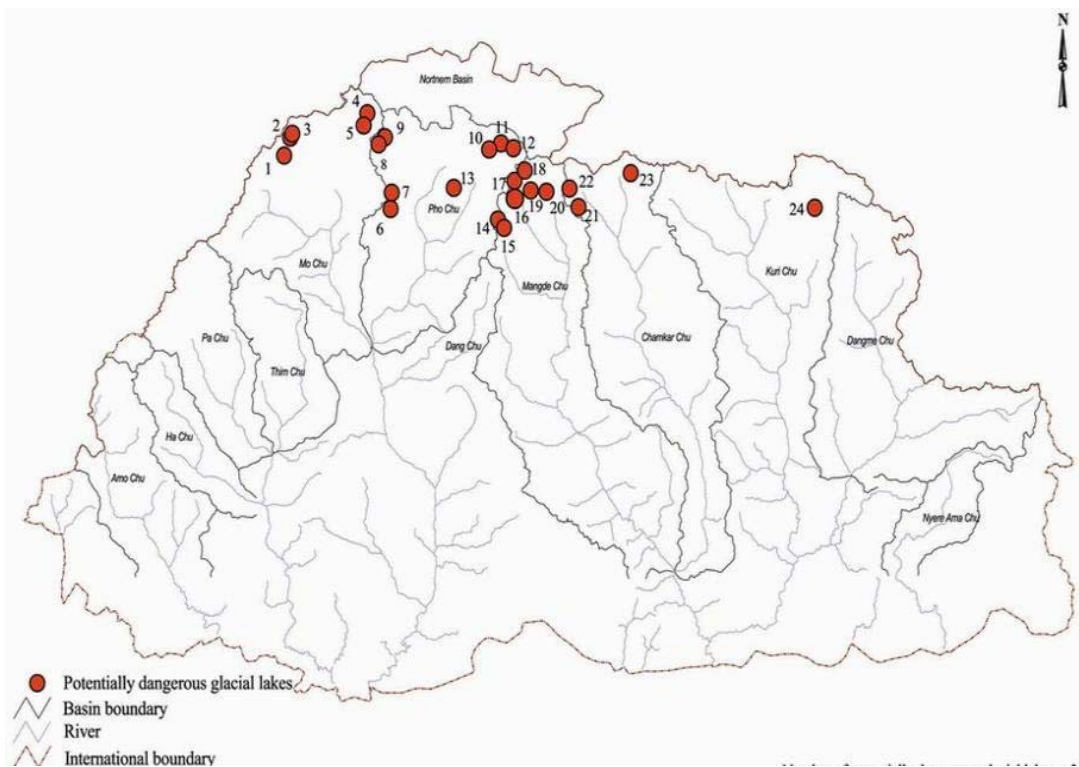 N
Nortnem Basin
4
2
3
5
9
11
10
12
1
8
18
17
13
22
23
7
Pho Chu
19
20
21
24
6
14
16
15
Mo Chu
Mangde Chu
Kuri Chu
Pa Chu
Dang Chu
Chamkar Chu
Dangme Chu
Thim Chu
Ha Chu
Amo Chu
Nyere Ama Chu
Potentially dangerous glacial lakes
Basin boundary
River
International boundary